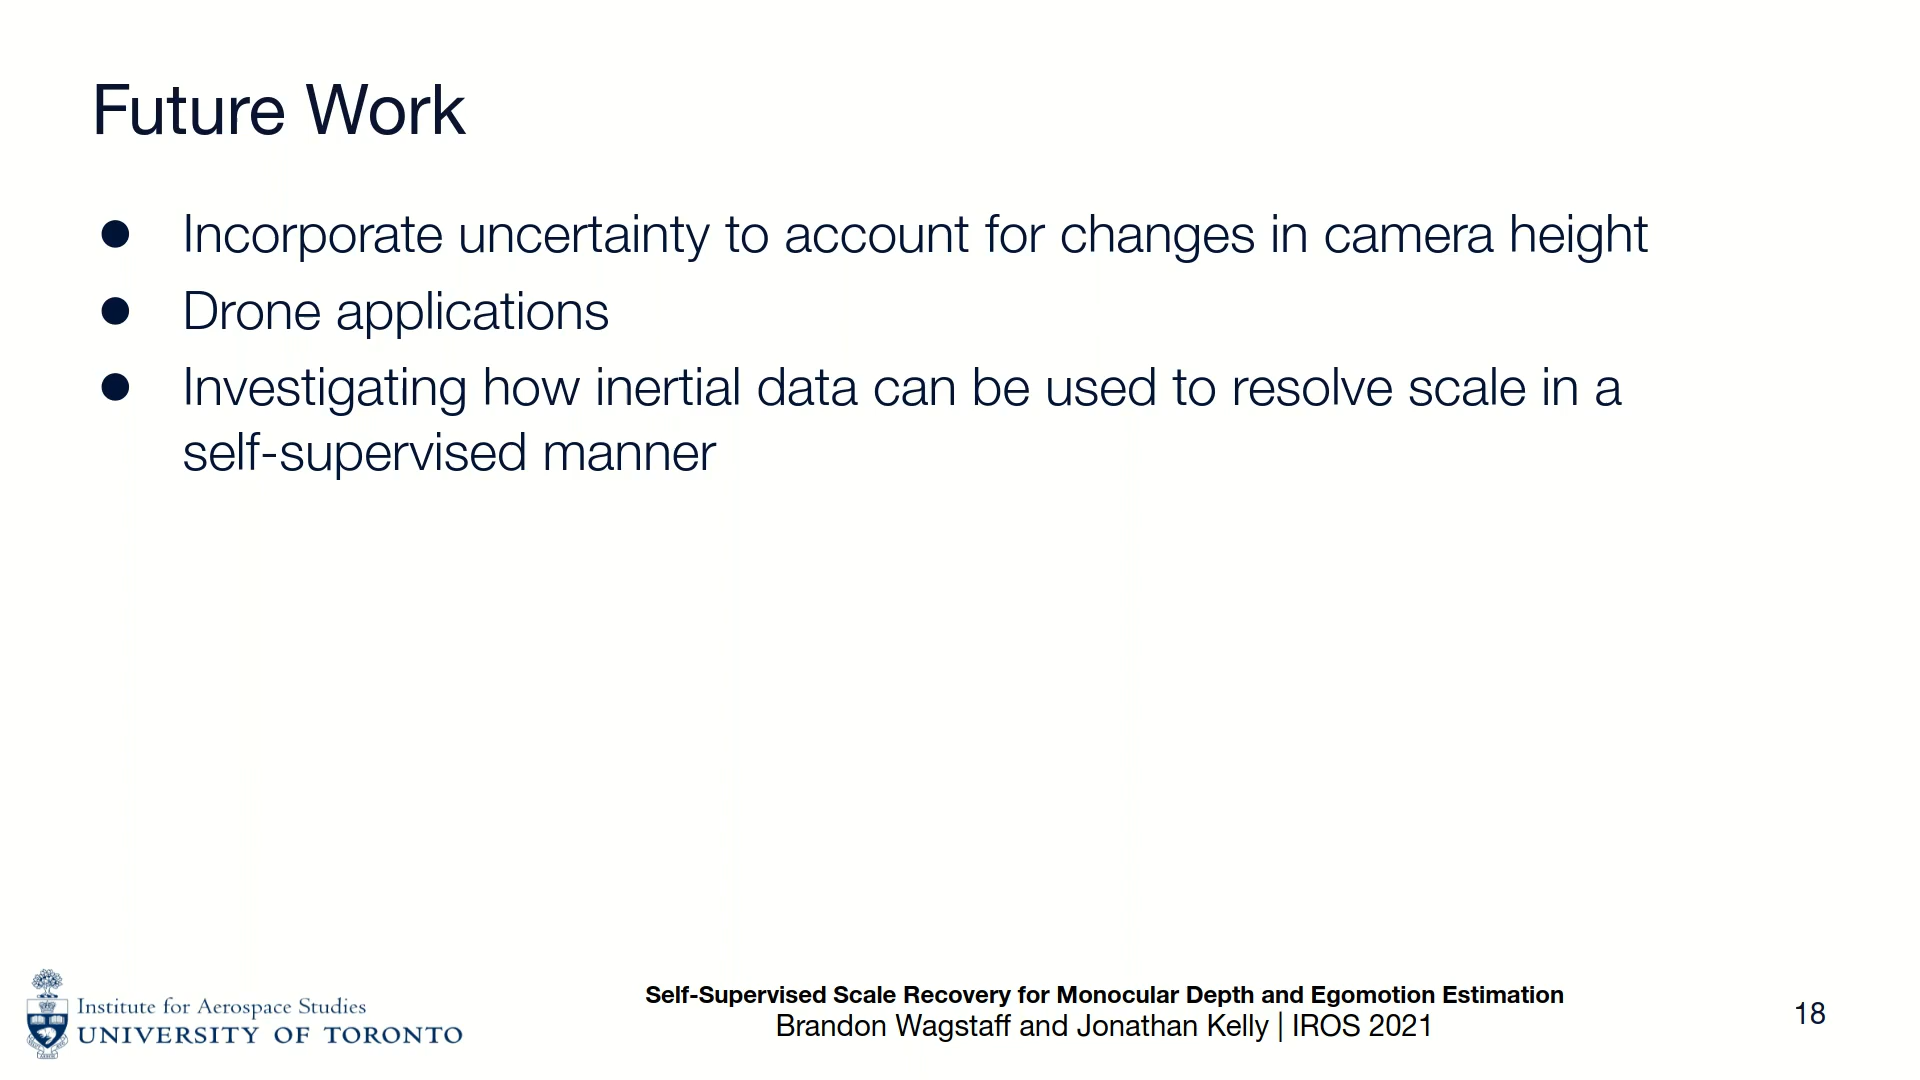 Future Work
● Incorporate uncertainty to account for changes in camera height
● Drone applications
● Investigating how inertial data can be used to resolve scale in a
self-supervised manner
Institute for Aerospace Studies
UNIVERSITY OF TORONTO
Self-Supervised Scale Recovery for Monocular Depth and Egomotion Estimation
Brandon Wagstaff and Jonathan Kelly | IROS 2021
18